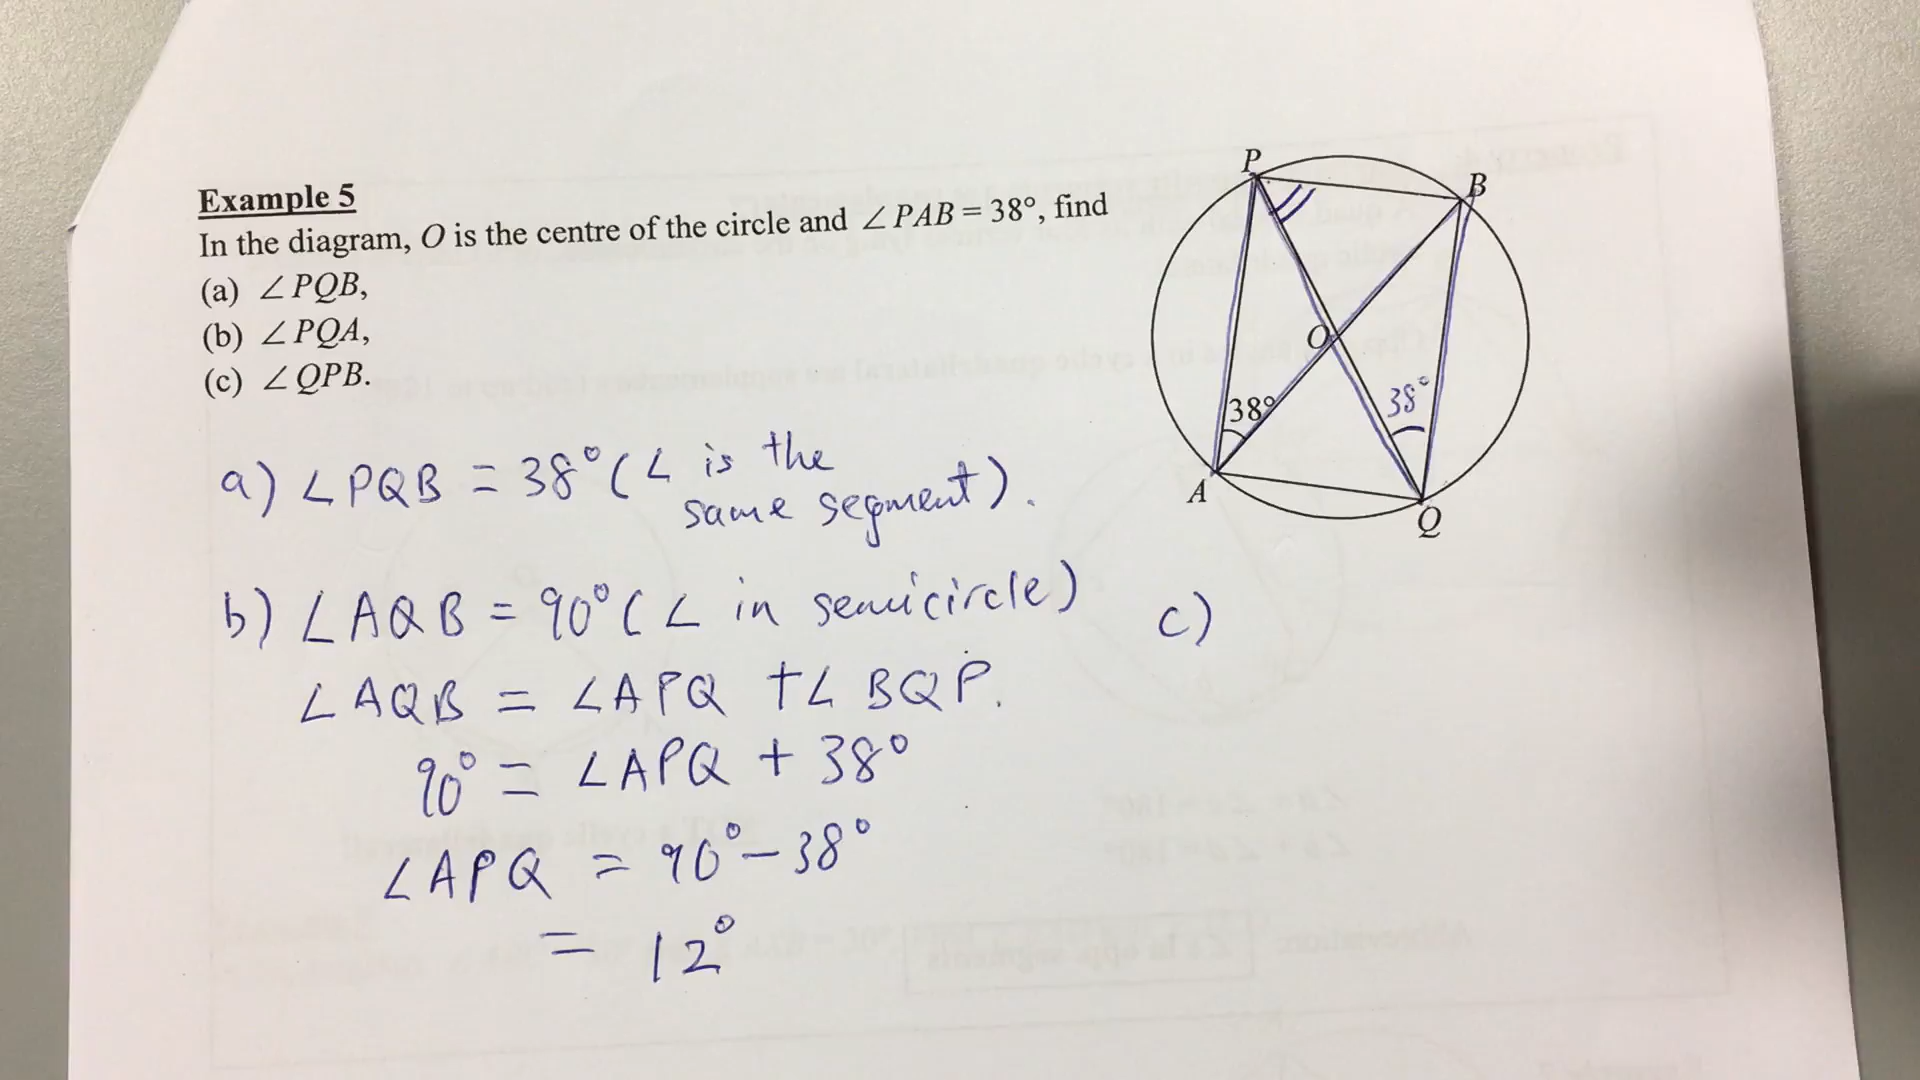 Example 5
In the diagram, O is the centre of the circle and ∠PAB = 38°, find
(a) ∠PQB,
(b) ∠PQA,
(c) ∠QPB.
P
B
O
38°
38°
A
Q
a) ∠PQB = 38° (∠ is the
same segment).
b) ∠AQB = 90° (∠ in semicircle)
∠AQB = ∠APQ + ∠BQP.
90° = ∠APQ + 38°
∠APQ = 90° - 38°
= 12°
c)